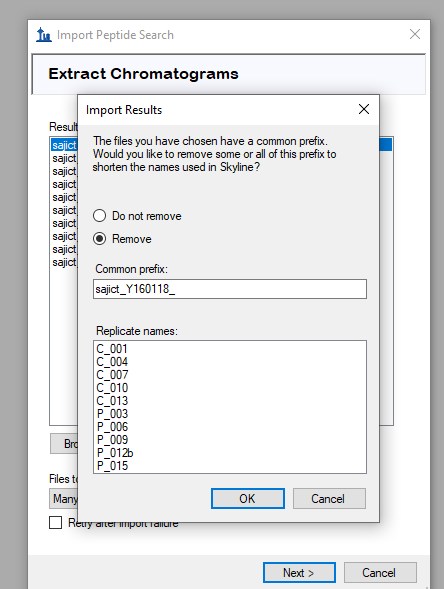 Import Peptide Search
Extract Chromatograms
Import Results
The files you have chosen have a common prefix.
Would you like to remove some or all of this prefix to
shorten the names used in Skyline?
Do not remove
Remove
Common prefix:
sajict_Y160118_
Replicate names:
C_001
C_004
C_007
C_010
C_013
P_003
P_006
P_009
P_012b
P_015
OK Cancel
Result
sajict
sajict
sajict
sajict
sajict
sajict
sajict
sajict
sajict
sajict
Bro
Files to
Many
Retry after import failure
Next > Cancel